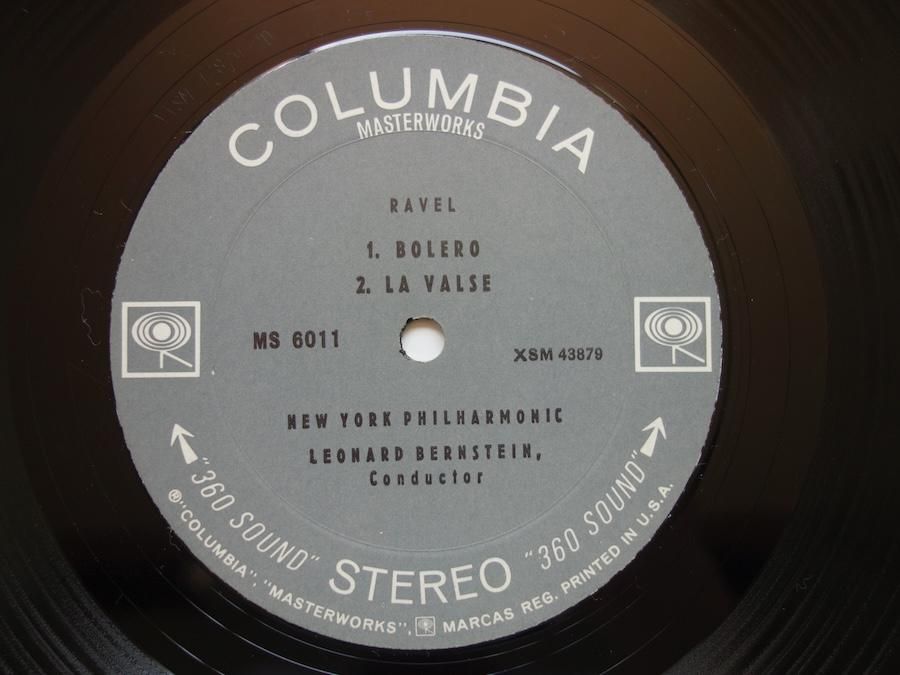 COLUMBIA
MASTERWORKS
RAVEL
1. BOLERO
2. LA VALSE
MS 6011
XSM 43879
NEW YORK PHILHARMONIC
LEONARD BERNSTEIN,
Conductor
"360 SOUND" STEREO "360 SOUND"
®"COLUMBIA", "MASTERWORKS", MARCAS REG. PRINTED IN U.S.A.